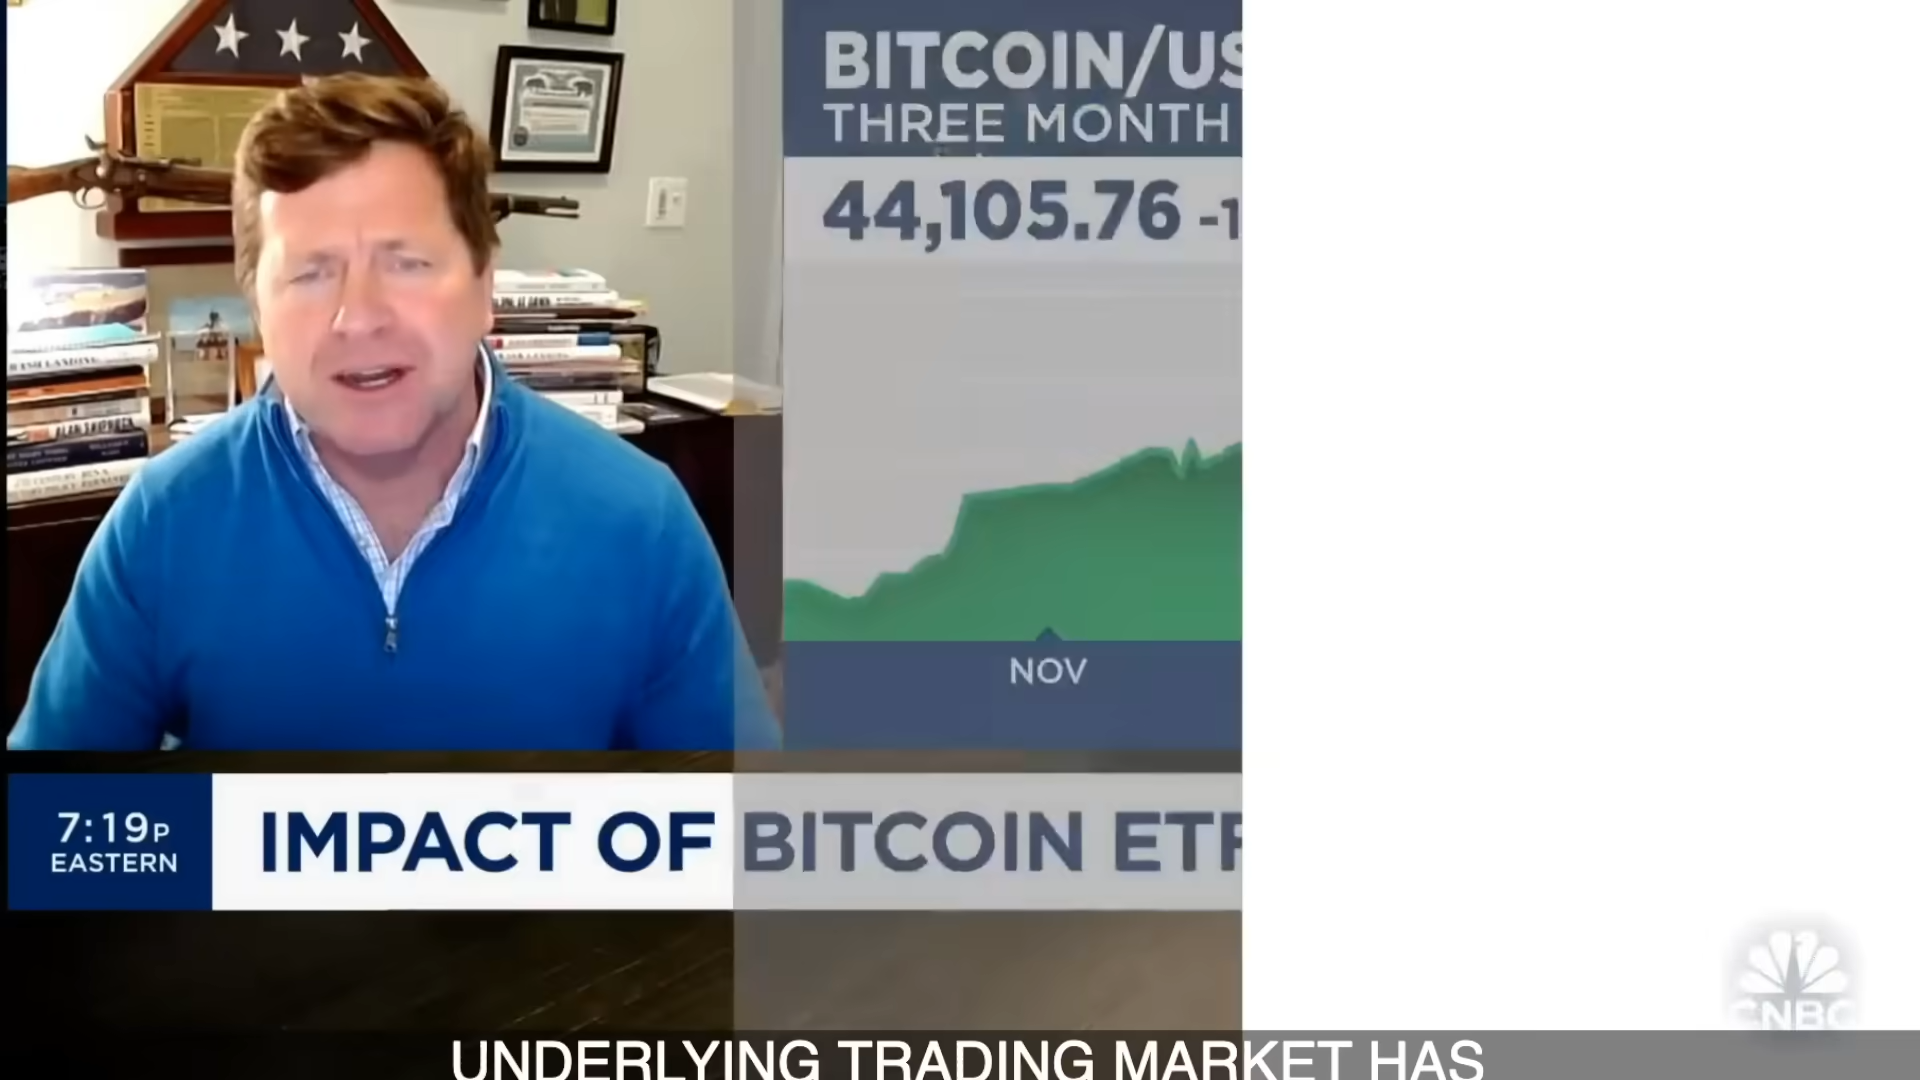 BITCOIN/US
THREE MONTH
44,105.76 -1
NOV
7:19P
EASTERN
IMPACT OF BITCOIN ETF
CNBC
UNDERLYING TRADING MARKET HAS